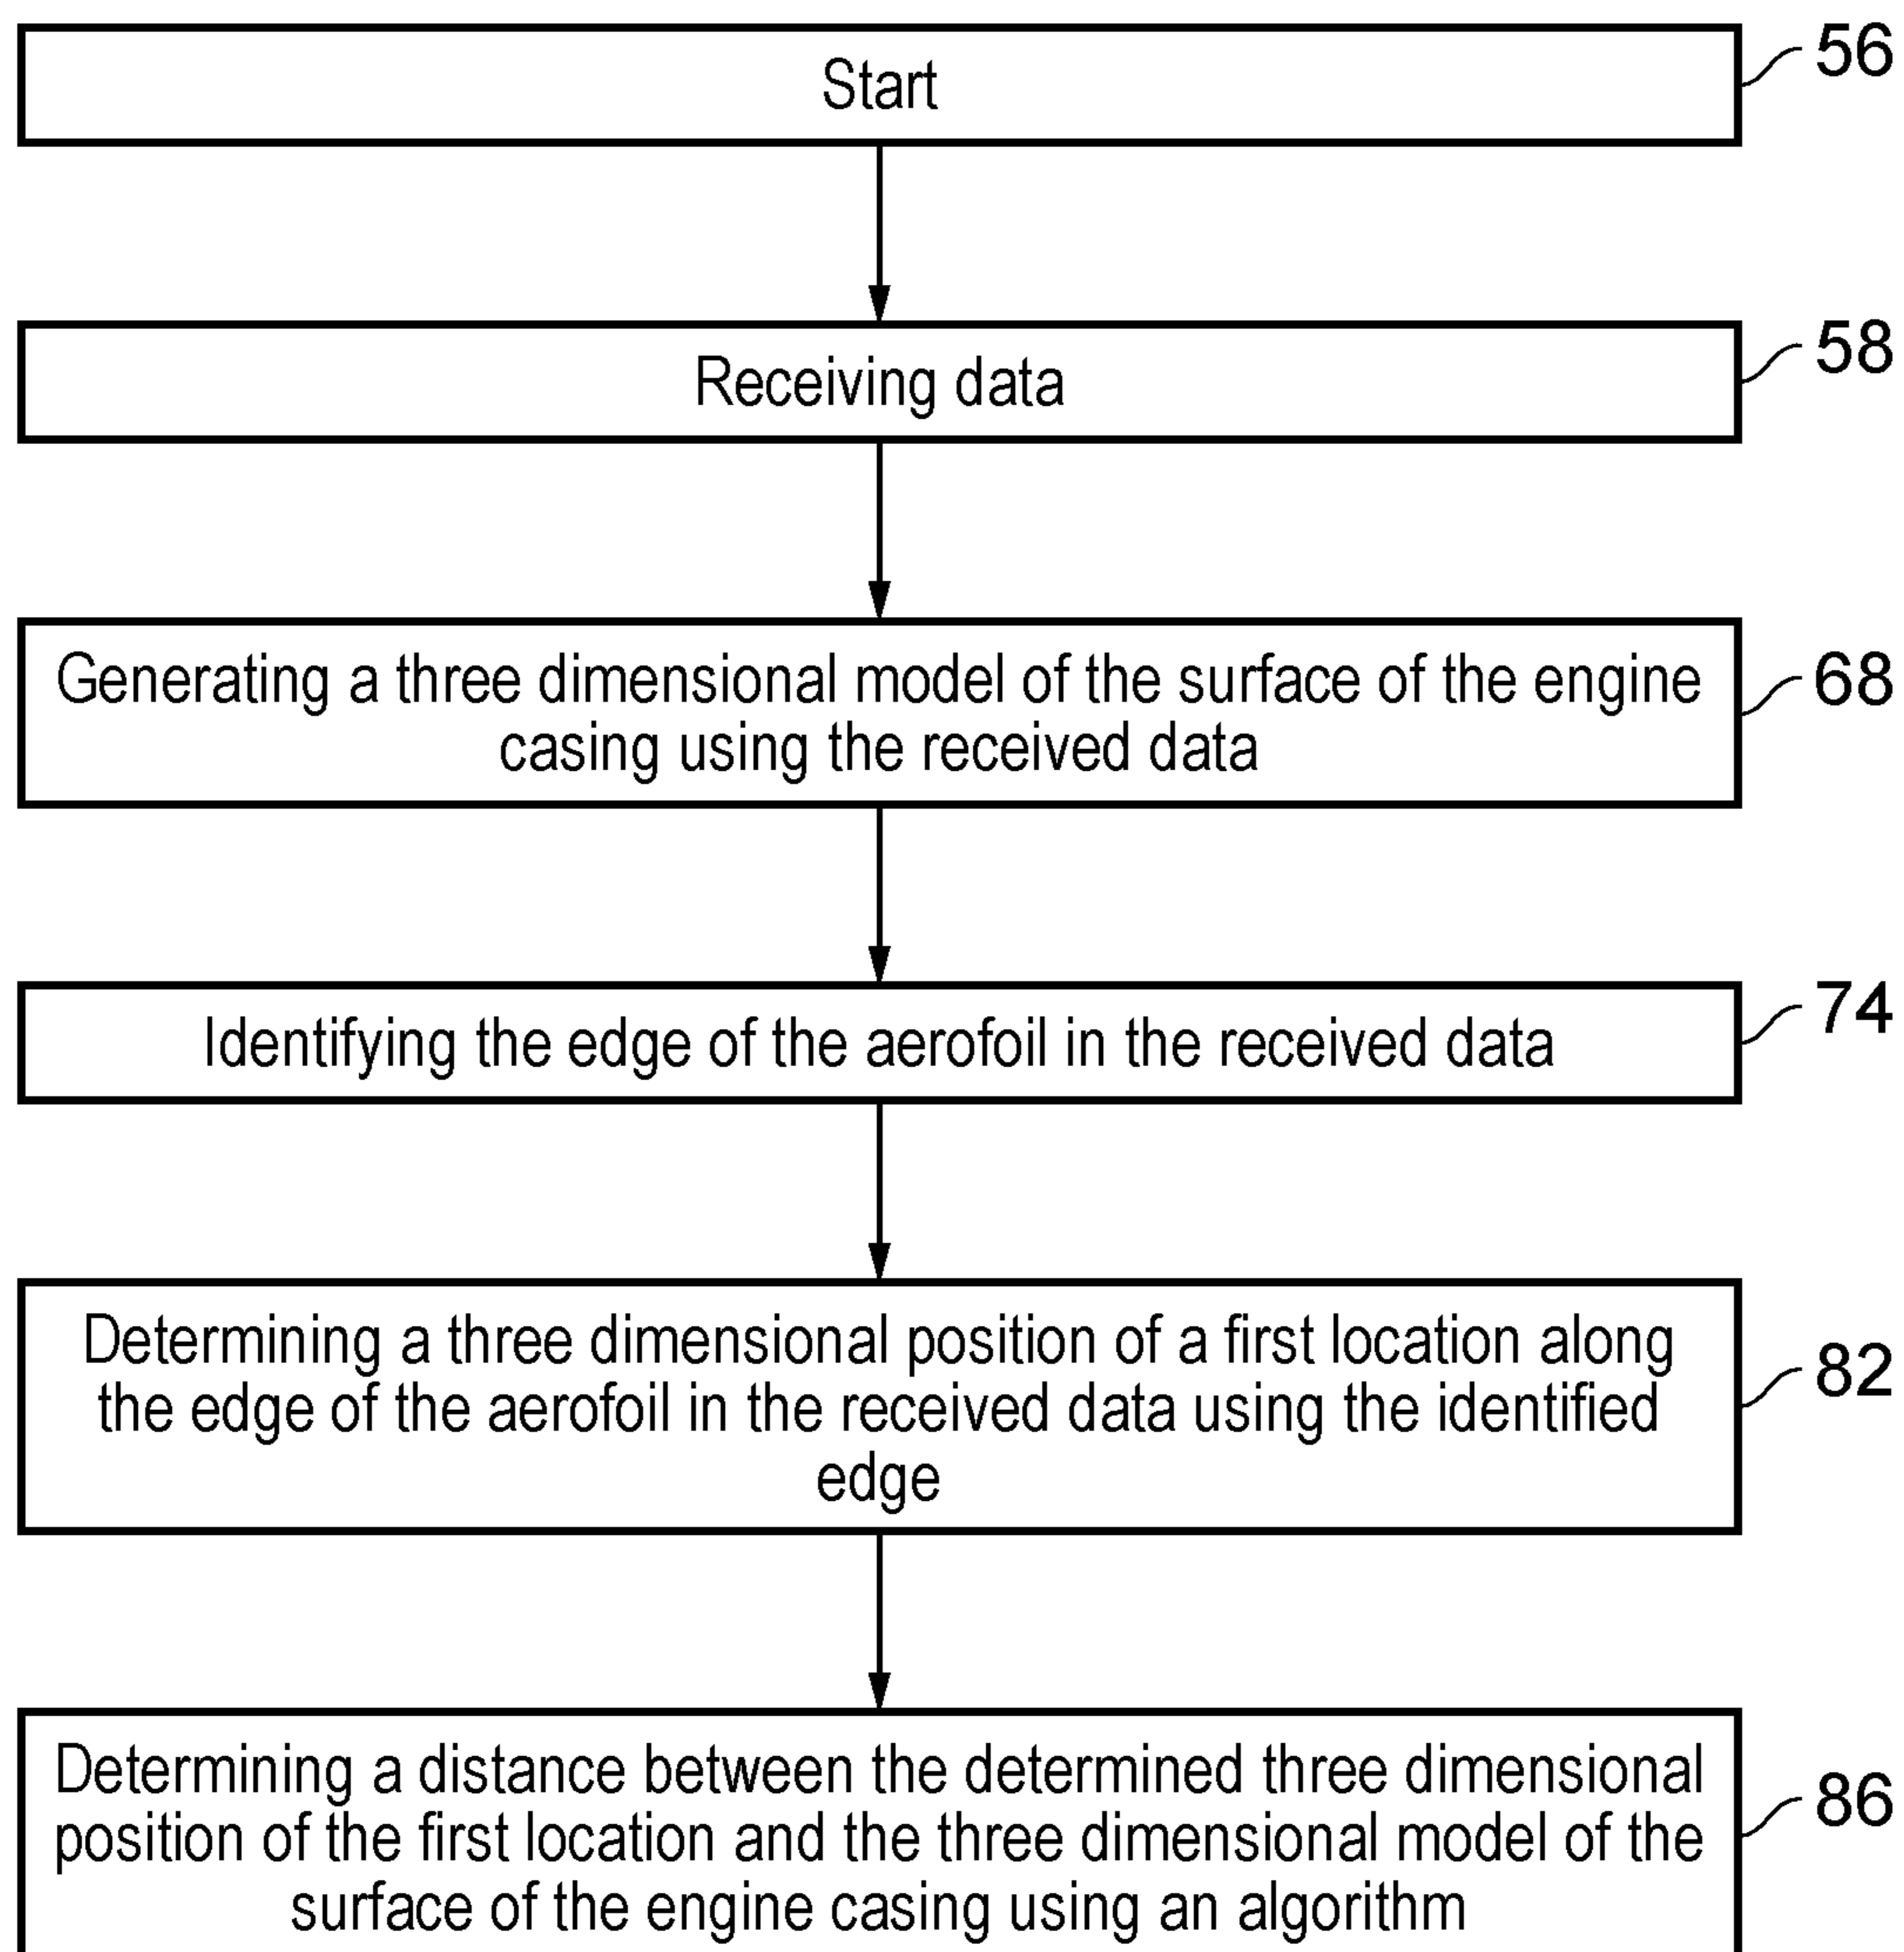 Start
56
Receiving data
58
Generating a three dimensional model of the surface of the engine
casing using the received data
68
Identifying the edge of the aerofoil in the received data
74
Determining a three dimensional position of a first location along
the edge of the aerofoil in the received data using the identified
edge
82
Determining a distance between the determined three dimensional
position of the first location and the three dimensional model of the
surface of the engine casing using an algorithm
86